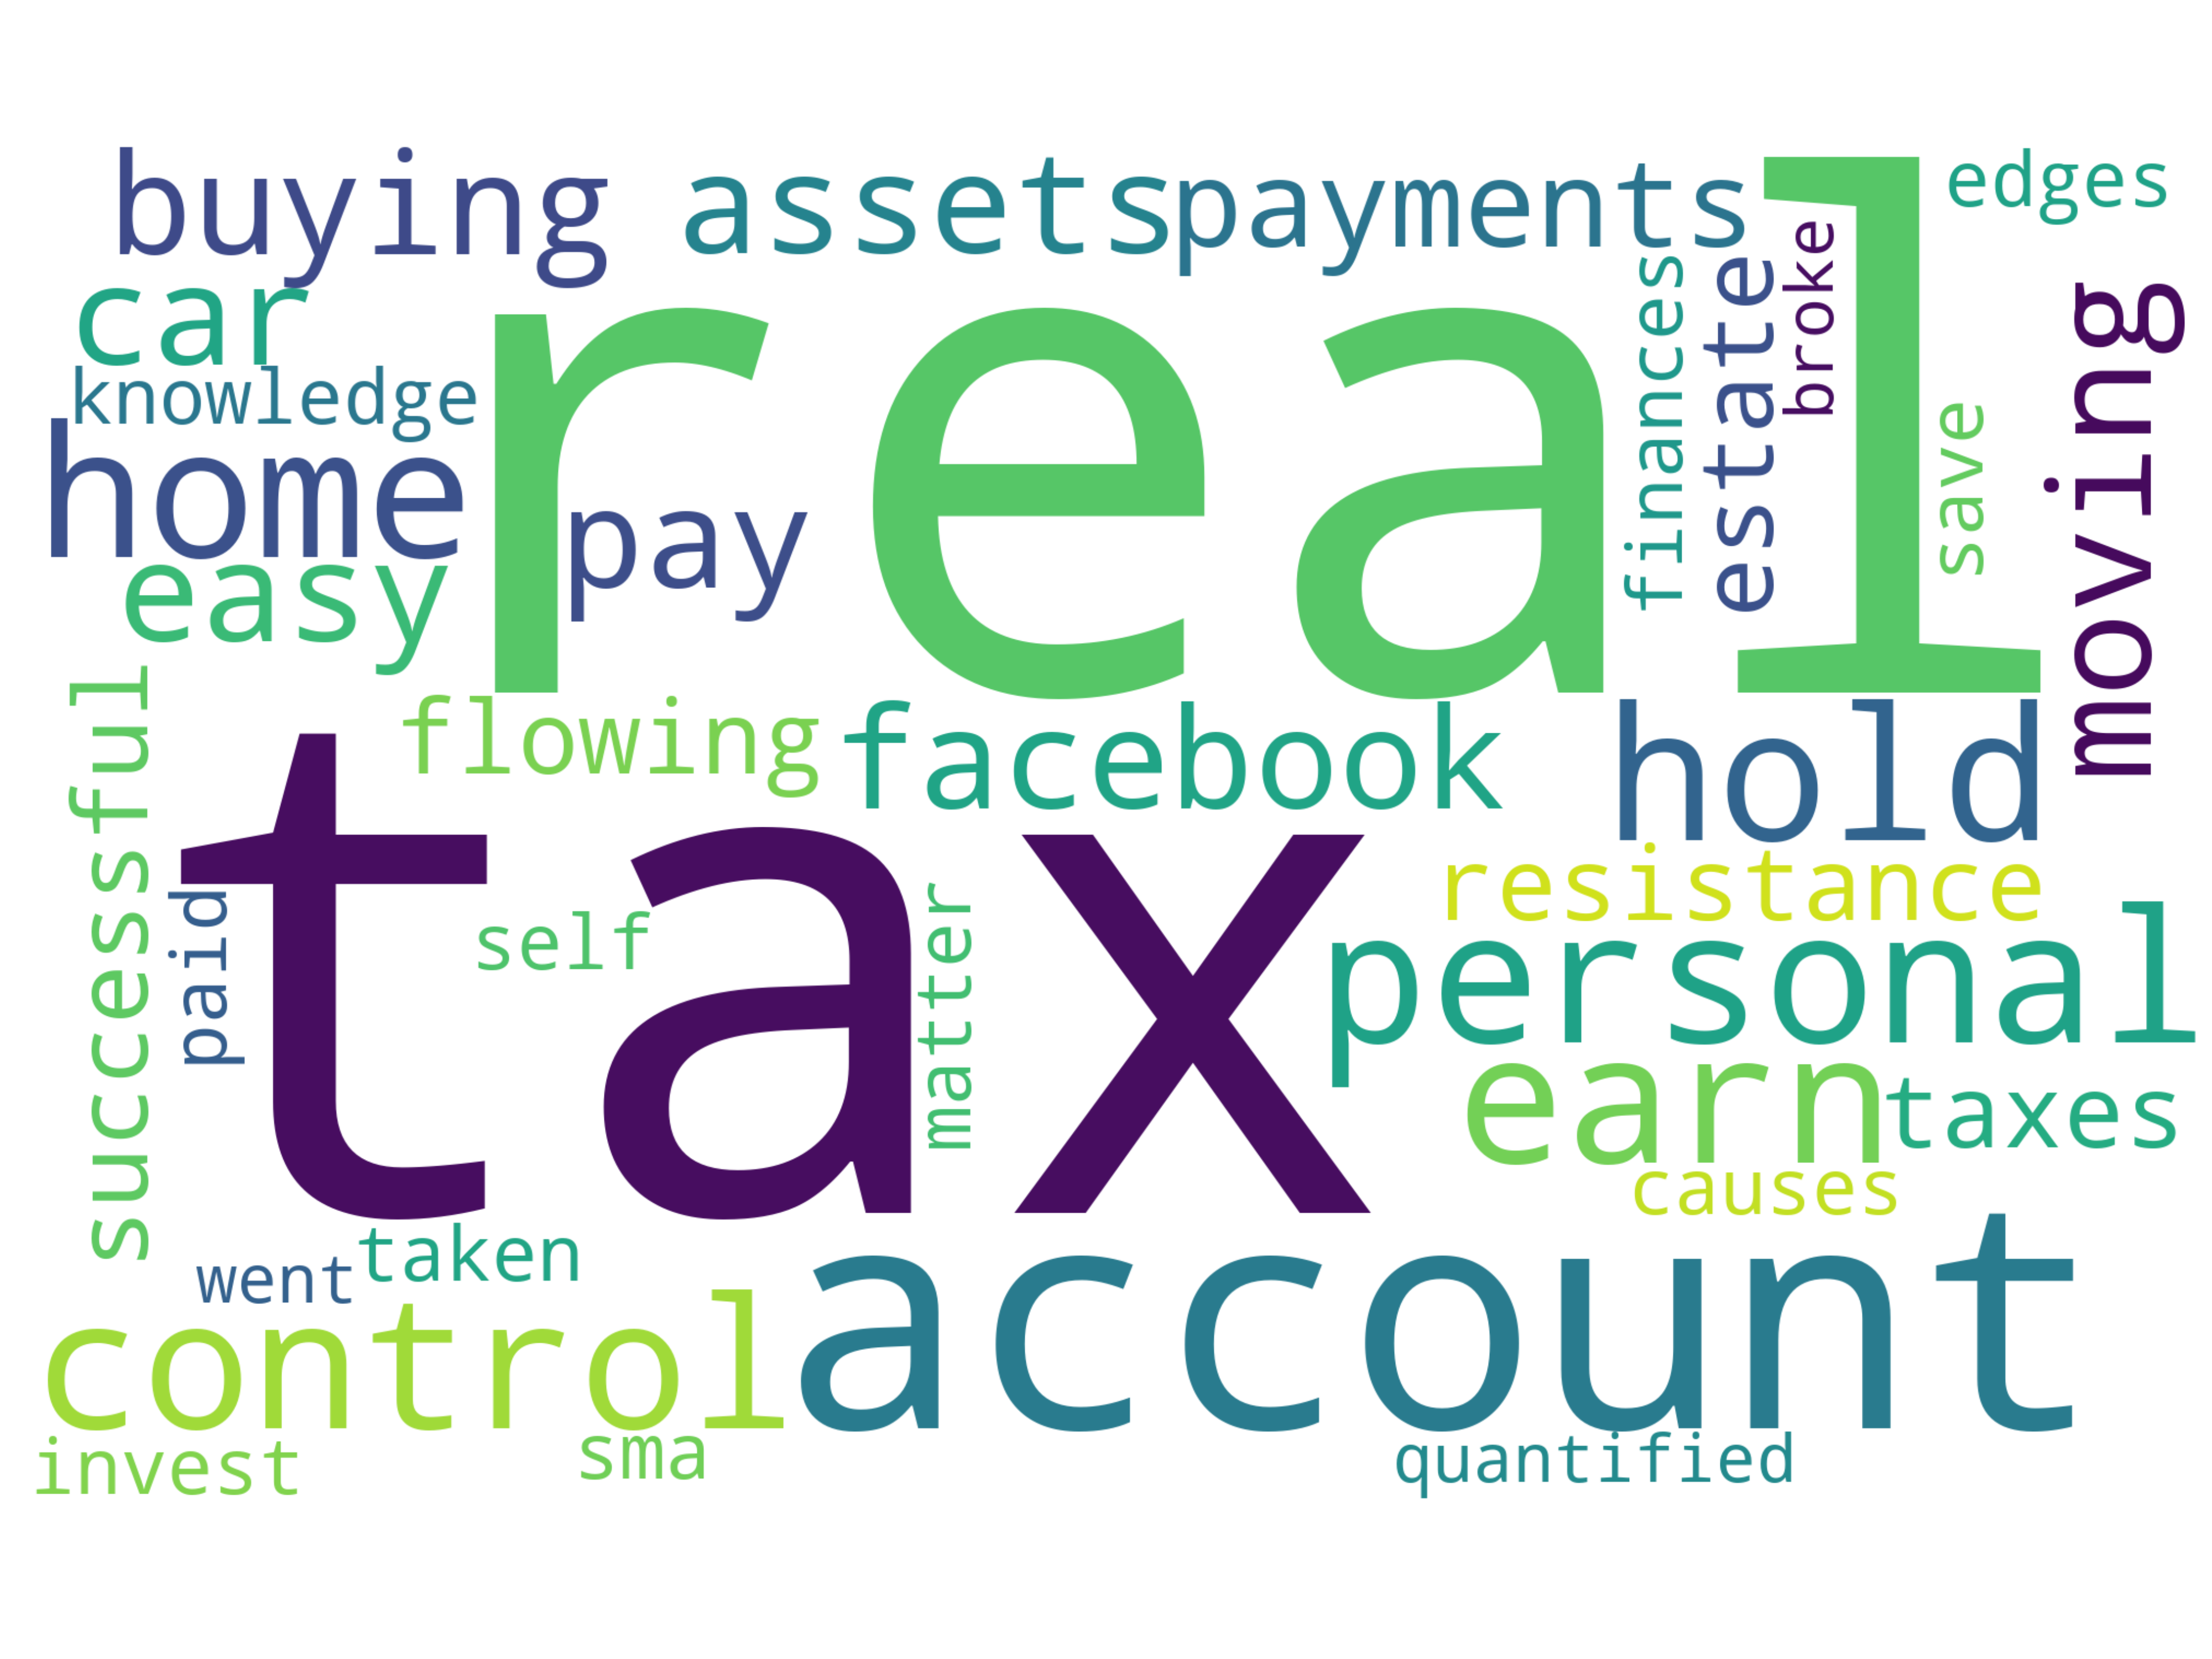 buying assets payments edges
car
knowledge
real
finances
estate
broke
save
moving
home
pay
easy
successful
flowing
facebook
hold
tax
resistance
paid
self
matter
personal
earn
taxes
causes
went
taken
control
account
invest
sma
quantified